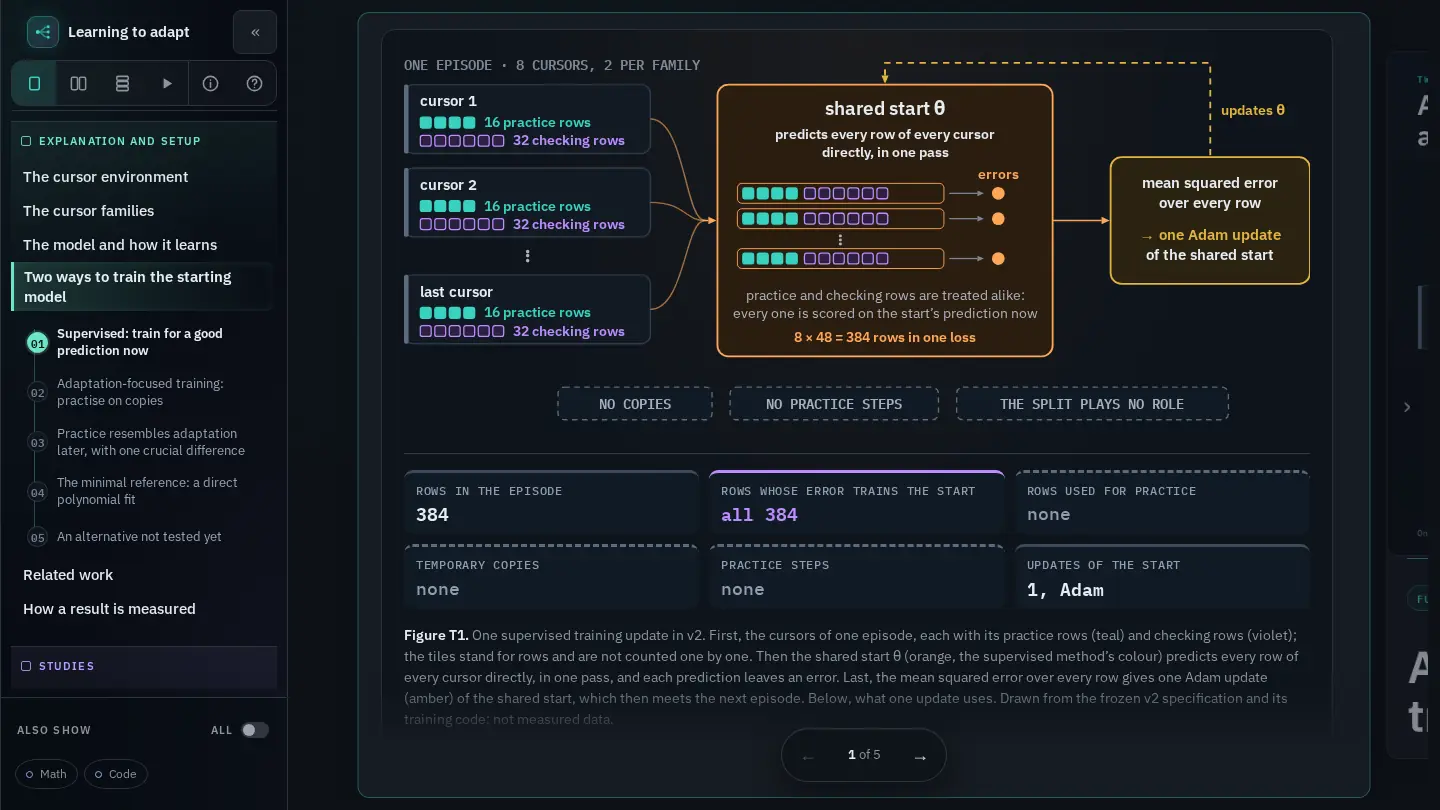 Learning to adapt
«
EXPLANATION AND SETUP
The cursor environment
The cursor families
The model and how it learns
Two ways to train the starting
model
01
Supervised: train for a good
prediction now
02
Adaptation-focused training:
practise on copies
03
Practice resembles adaptation
later, with one crucial difference
04
The minimal reference: a direct
polynomial fit
05
An alternative not tested yet
Related work
How a result is measured
STUDIES
ALSO SHOW
ALL
Math
Code
ONE EPISODE · 8 CURSORS, 2 PER FAMILY
cursor 1
16 practice rows
32 checking rows
cursor 2
16 practice rows
32 checking rows
⋮
last cursor
16 practice rows
32 checking rows
shared start θ
predicts every row of every cursor
directly, in one pass
errors
⋮
practice and checking rows are treated alike:
every one is scored on the start's prediction now
8 × 48 = 384 rows in one loss
updates θ
mean squared error
over every row
→ one Adam update
of the shared start
NO COPIES
NO PRACTICE STEPS
THE SPLIT PLAYS NO ROLE
ROWS IN THE EPISODE
384
ROWS WHOSE ERROR TRAINS THE START
all 384
ROWS USED FOR PRACTICE
none
TEMPORARY COPIES
none
PRACTICE STEPS
none
UPDATES OF THE START
1, Adam
Figure T1. One supervised training update in v2. First, the cursors of one episode, each with its practice rows (teal) and checking rows (violet);
the tiles stand for rows and are not counted one by one. Then the shared start θ (orange, the supervised method's colour) predicts every row of
every cursor directly, in one pass, and each prediction leaves an error. Last, the mean squared error over every row gives one Adam update
(amber) of the shared start, which then meets the next episode. Below, what one update uses. Drawn from the frozen v2 specification and its
training code; not measured data.
← 1 of 5 →
›